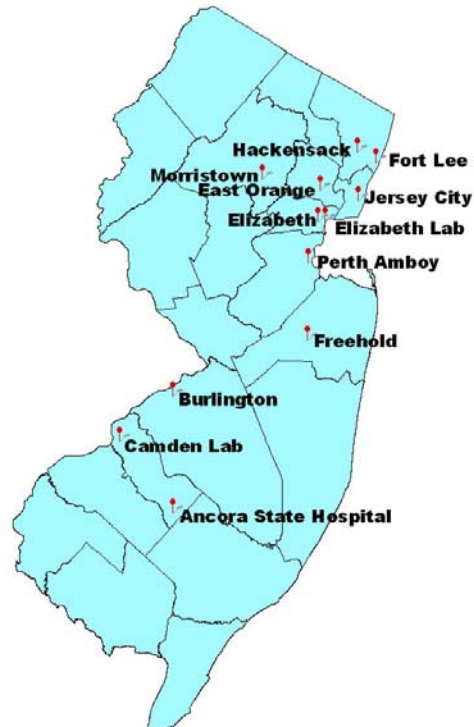 Hackensack
Fort Lee
Morristown
East Orange
Jersey City
Elizabeth
Elizabeth Lab
Perth Amboy
Freehold
Burlington
Camden Lab
Ancora State Hospital